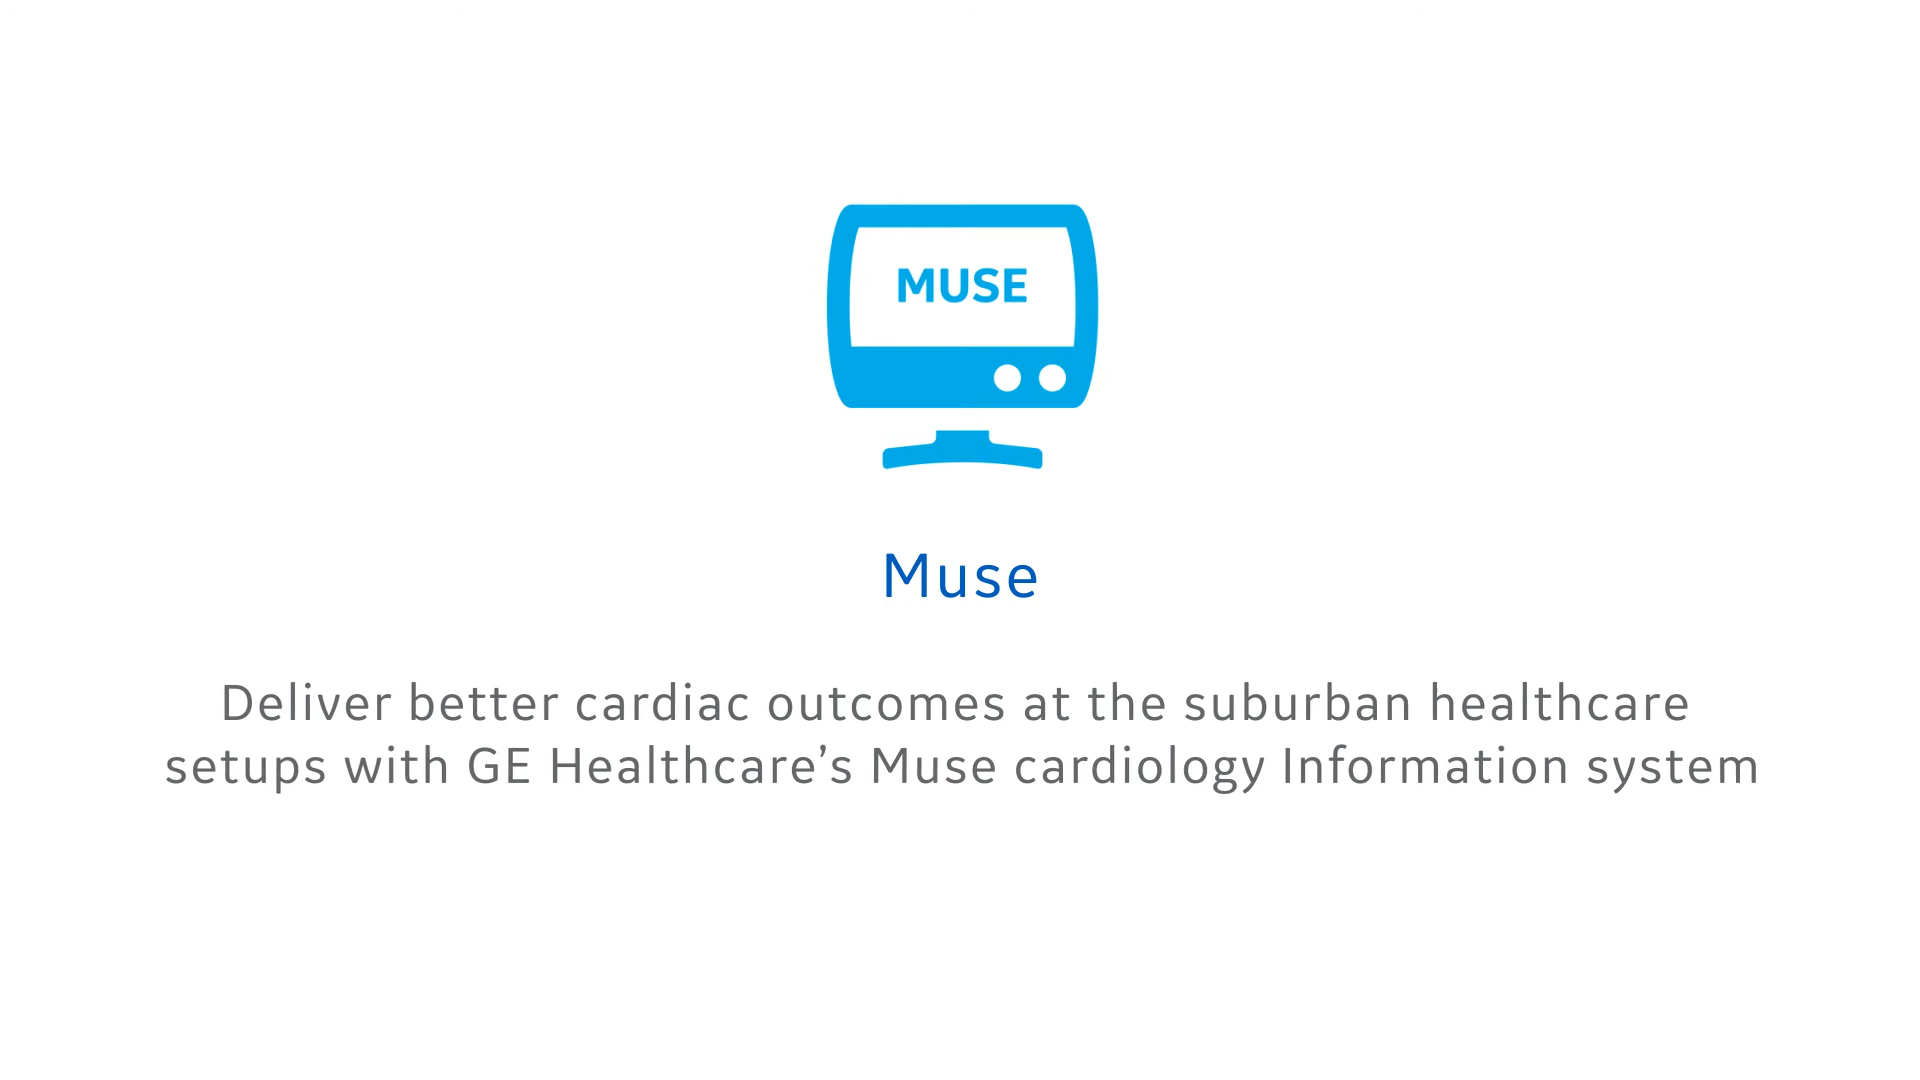 MUSE
Muse
Deliver better cardiac outcomes at the suburban healthcare
setups with GE Healthcare’s Muse cardiology Information system